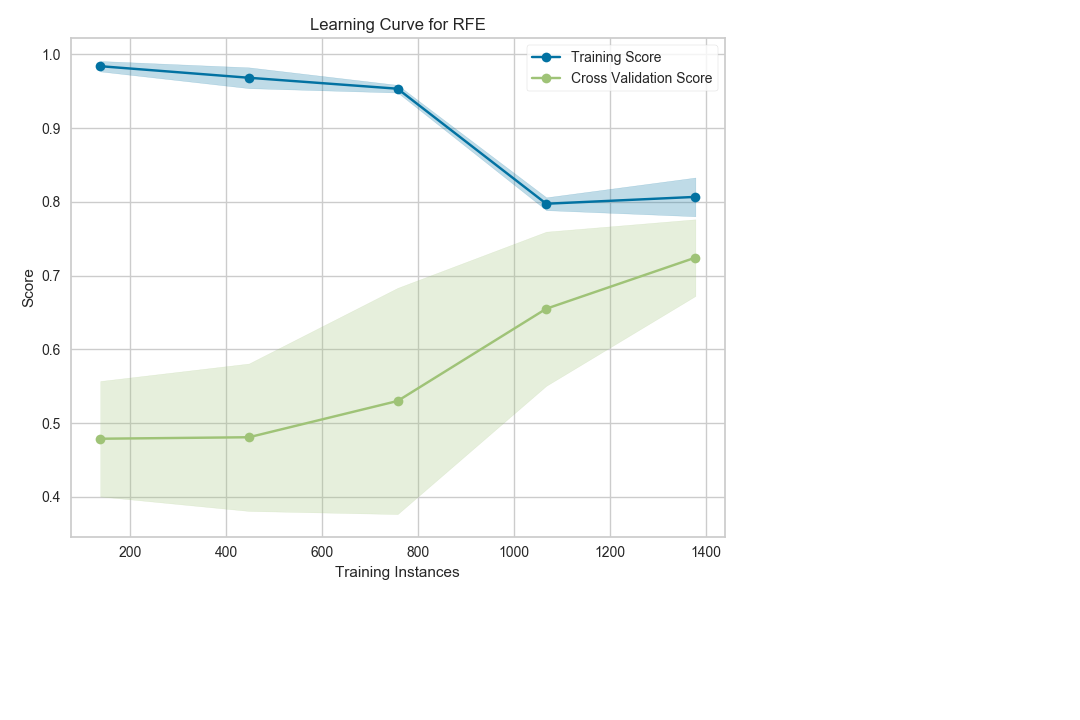 Learning Curve for RFE
Training Score
Cross Validation Score
Score
1.0
0.9
0.8
0.7
0.6
0.5
0.4
200 400 600 800 1000 1200 1400
Training Instances